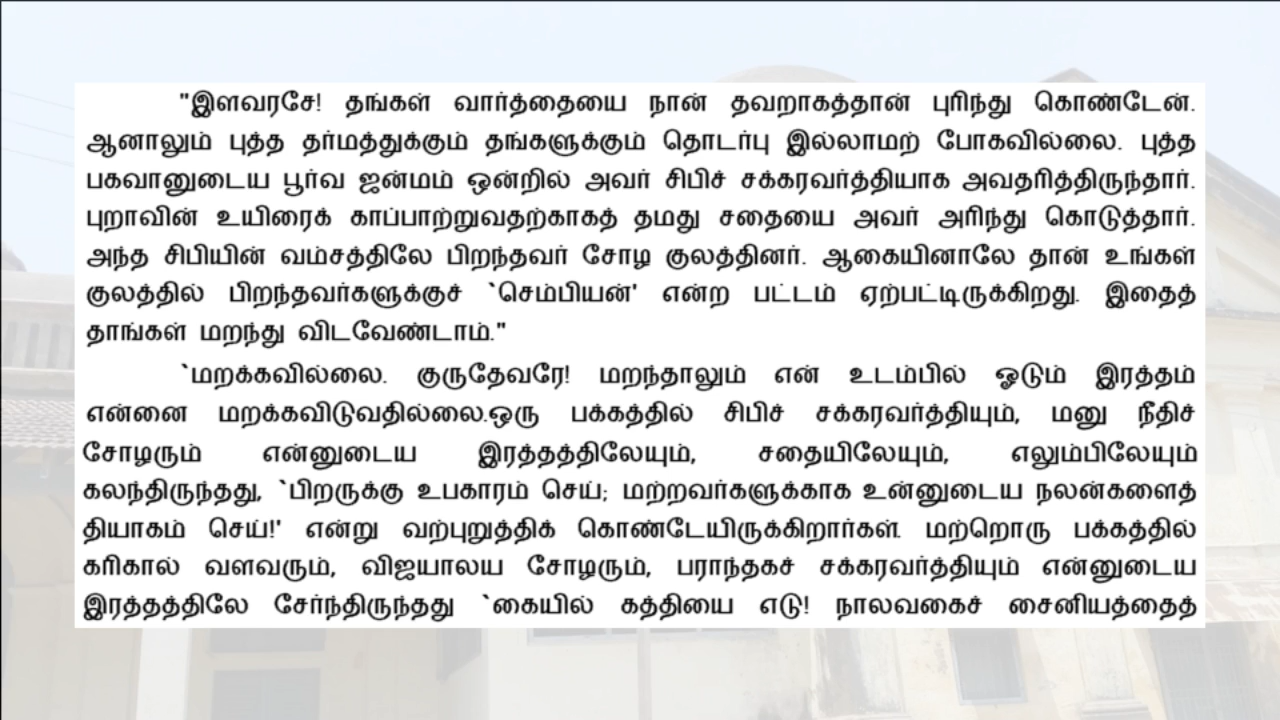 "இளவரசே! தங்கள் வார்த்தையை நான் தவறாகத்தான் புரிந்து கொண்டேன்.
ஆனாலும் புத்த தர்மத்துக்கும் தங்களுக்கும் தொடர்பு இல்லாமற் போகவில்லை. புத்த
பகவானுடைய பூர்வ ஜன்மம் ஒன்றில் அவர் சிபிச் சக்கரவர்த்தியாக அவதரித்திருந்தார்.
புறாவின் உயிரைக் காப்பாற்றுவதற்காகத் தமது சதையை அவர் அரிந்து கொடுத்தார்.
அந்த சிபியின் வம்சத்திலே பிறந்தவர் சோழ குலத்தினர். ஆகையினாலே தான் உங்கள்
குலத்தில் பிறந்தவர்களுக்குச் `செம்பியன்' என்ற பட்டம் ஏற்பட்டிருக்கிறது. இதைத்
தாங்கள் மறந்து விடவேண்டாம்."
`மறக்கவில்லை. குருதேவரே! மறந்தாலும் என் உடம்பில் ஓடும் இரத்தம்
என்னை மறக்கவிடுவதில்லை.ஒரு பக்கத்தில் சிபிச் சக்கரவர்த்தியும், மனு நீதிச்
சோழரும் என்னுடைய இரத்தத்திலேயும், சதையிலேயும், எலும்பிலேயும்
கலந்திருந்தது, `பிறருக்கு உபகாரம் செய்; மற்றவர்களுக்காக உன்னுடைய நலன்களைத்
தியாகம் செய்!' என்று வற்புறுத்திக் கொண்டேயிருக்கிறார்கள். மற்றொரு பக்கத்தில்
கரிகால் வளவரும், விஜயாலய சோழரும், பராந்தகச் சக்கரவர்த்தியும் என்னுடைய
இரத்தத்திலே சேர்ந்திருந்தது `கையில் கத்தியை எடு! நாலவகைச் சைனியத்தைத்